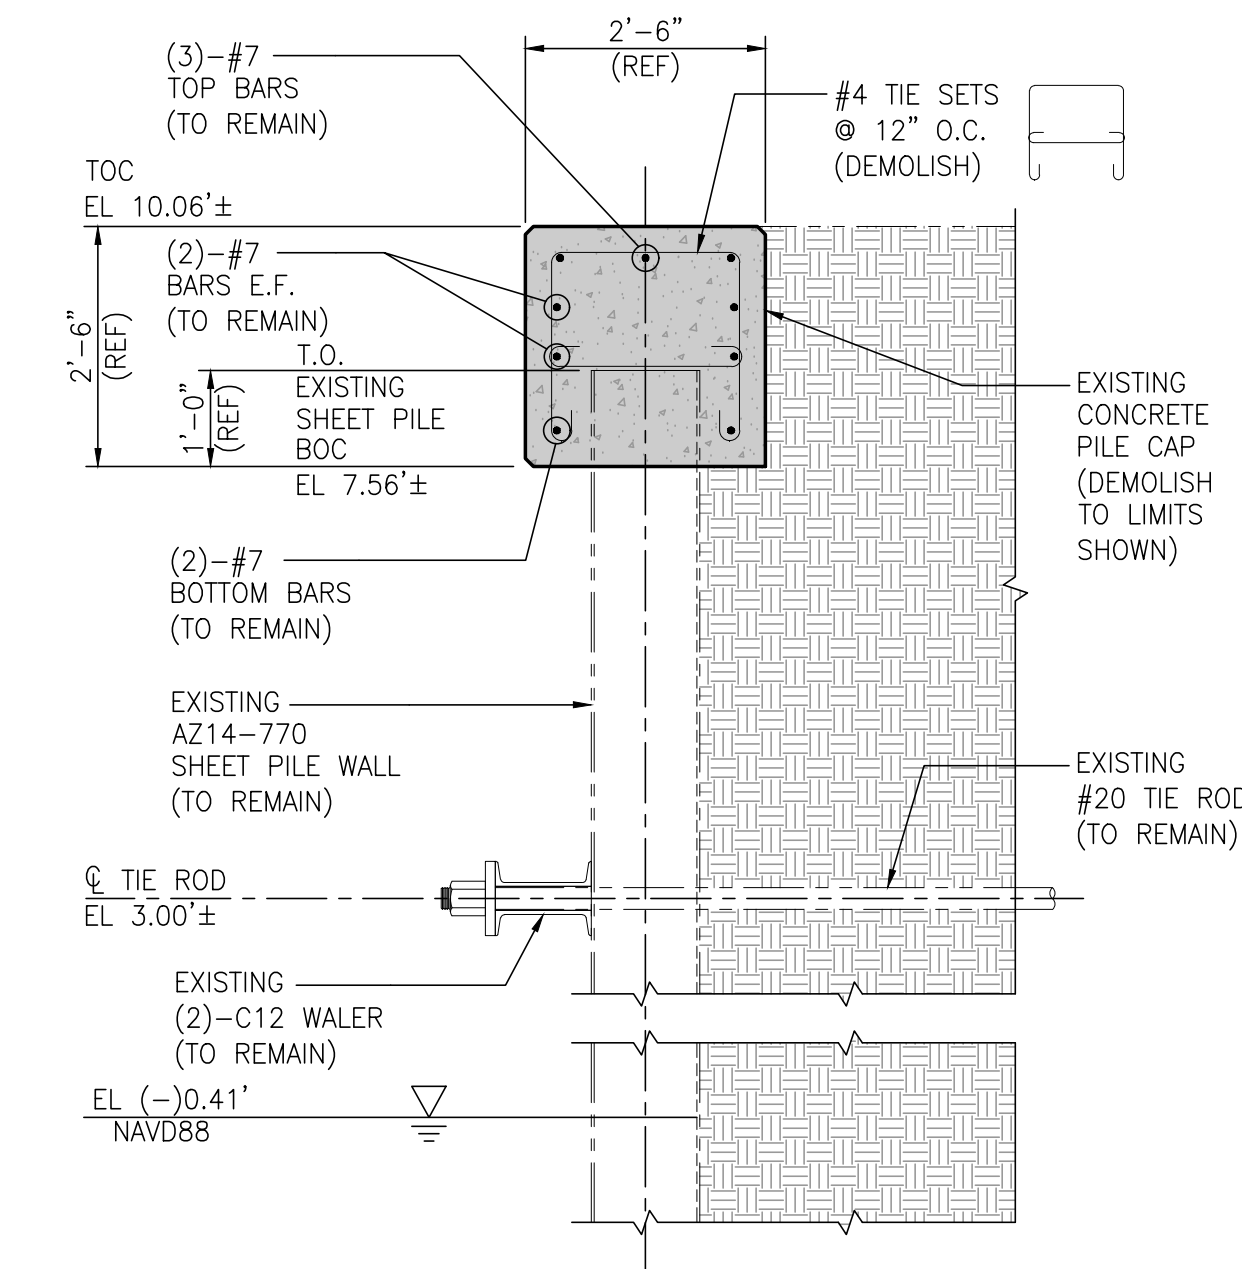 2'-6"
(REF)
(3)-#7
TOP BARS
(TO REMAIN)
#4 TIE SETS
@ 12" O.C.
(DEMOLISH)
TOC
EL 10.06'±
(2)-#7
BARS E.F.
(TO REMAIN)
2'-6"
(REF)
1'-0"
(REF)
T.O.
EXISTING
SHEET PILE
BOC
EL 7.56'±
EXISTING
CONCRETE
PILE CAP
(DEMOLISH
TO LIMITS
SHOWN)
(2)-#7
BOTTOM BARS
(TO REMAIN)
EXISTING
AZ14-770
SHEET PILE WALL
(TO REMAIN)
EXISTING
#20 TIE ROD
(TO REMAIN)
℄ TIE ROD
EL 3.00'±
EXISTING
(2)-C12 WALER
(TO REMAIN)
EL (-)0.41'
NAVD88